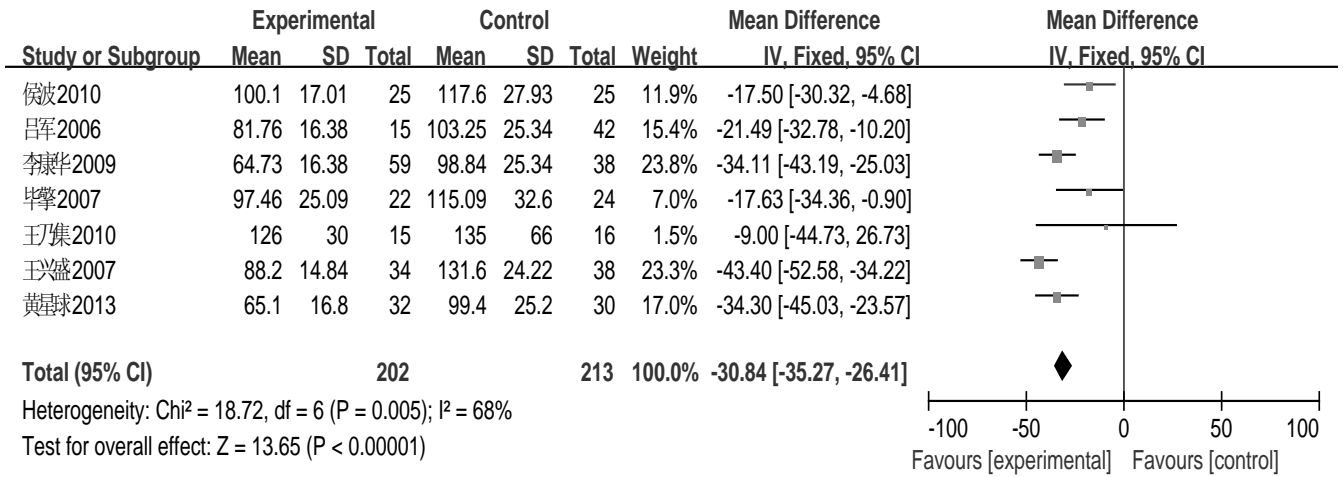 Experimental Control Mean Difference Mean Difference
Study or Subgroup Mean SD Total Mean SD Total Weight IV, Fixed, 95% CI IV, Fixed, 95% CI
侯波2010 100.1 17.01 25 117.6 27.93 25 11.9% -17.50 [-30.32, -4.68]
吕军2006 81.76 16.38 15 103.25 25.34 42 15.4% -21.49 [-32.78, -10.20]
李康华2009 64.73 16.38 59 98.84 25.34 38 23.8% -34.11 [-43.19, -25.03]
毕擎2007 97.46 25.09 22 115.09 32.6 24 7.0% -17.63 [-34.36, -0.90]
王乃集2010 126 30 15 135 66 16 1.5% -9.00 [-44.73, 26.73]
王兴盛2007 88.2 14.84 34 131.6 24.22 38 23.3% -43.40 [-52.58, -34.22]
黄星球2013 65.1 16.8 32 99.4 25.2 30 17.0% -34.30 [-45.03, -23.57]
Total (95% CI) 202 213 100.0% -30.84 [-35.27, -26.41]
Heterogeneity: Chi² = 18.72, df = 6 (P = 0.005); I² = 68%
Test for overall effect: Z = 13.65 (P < 0.00001)
-100 -50 0 50 100
Favours [experimental] Favours [control]